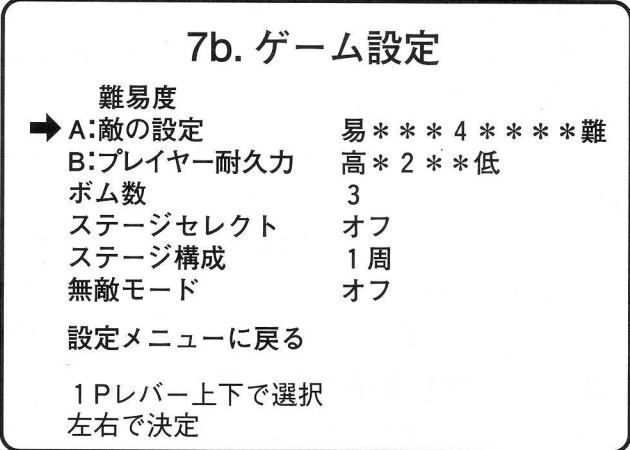 7b. ゲーム設定
難易度
➡A:敵の設定 易***4****難
B:プレイヤー耐久力 高*2**低
ボム数 3
ステージセレクト オフ
ステージ構成 1周
無敵モード オフ
設定メニューに戻る
1Pレバー上下で選択
左右で決定